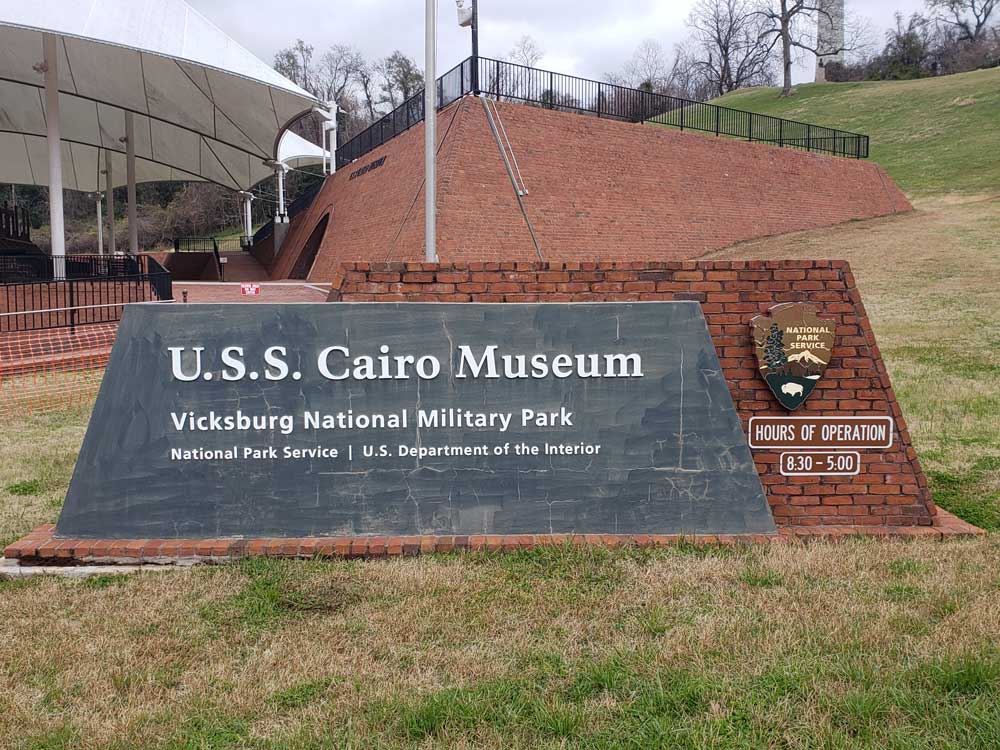 U.S.S. Cairo Museum
Vicksburg National Military Park
National Park Service | U.S. Department of the Interior
NATIONAL
PARK
SERVICE
HOURS OF OPERATION
8:30 - 5:00